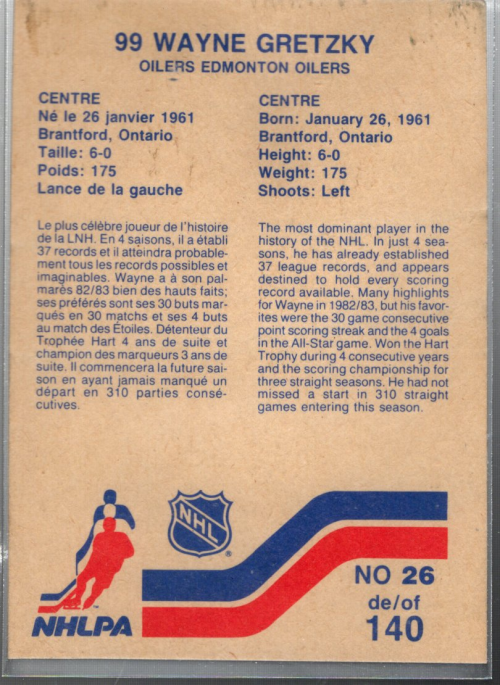 99 WAYNE GRETZKY
OILERS EDMONTON OILERS
CENTRE
Né le 26 janvier 1961
Brantford, Ontario
Taille: 6-0
Poids: 175
Lance de la gauche
CENTRE
Born: January 26, 1961
Brantford, Ontario
Height: 6-0
Weight: 175
Shoots: Left
Le plus célèbre joueur de l'histoire
de la LNH. En 4 saisons, il a établi
37 records et il atteindra probable-
ment tous les records possibles et
imaginables. Wayne a à son pal-
marès 82/83 bien des hauts faits;
ses préférés sont ses 30 buts mar-
qués en 30 matchs et ses 4 buts
au match des Étoiles. Détenteur du
Trophée Hart 4 ans de suite et
champion des marqueurs 3 ans de
suite. Il commencera la future sai-
son en ayant jamais manqué un
départ en 310 parties consé-
cutives.
The most dominant player in the
history of the NHL. In just 4 sea-
sons, he has already established
37 league records, and appears
destined to hold every scoring
record available. Many highlights
for Wayne in 1982/83, but his favor-
ites were the 30 game consecutive
point scoring streak and the 4 goals
in the All-Star game. Won the Hart
Trophy during 4 consecutive years
and the scoring championship for
three straight seasons. He had not
missed a start in 310 straight
games entering this season.
NHLPA
NHL
®
NO 26
de/of
140